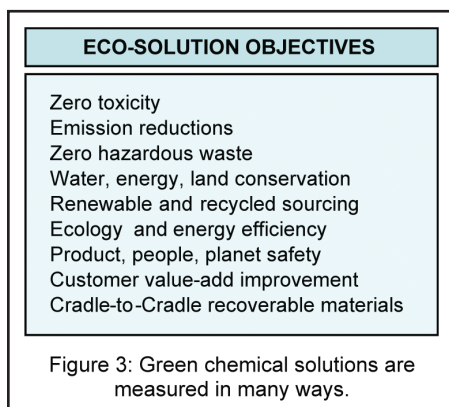 ECO-SOLUTION OBJECTIVES
Zero toxicity
Emission reductions
Zero hazardous waste
Water, energy, land conservation
Renewable and recycled sourcing
Ecology and energy efficiency
Product, people, planet safety
Customer value-add improvement
Cradle-to-Cradle recoverable materials
Figure 3: Green chemical solutions are
measured in many ways.